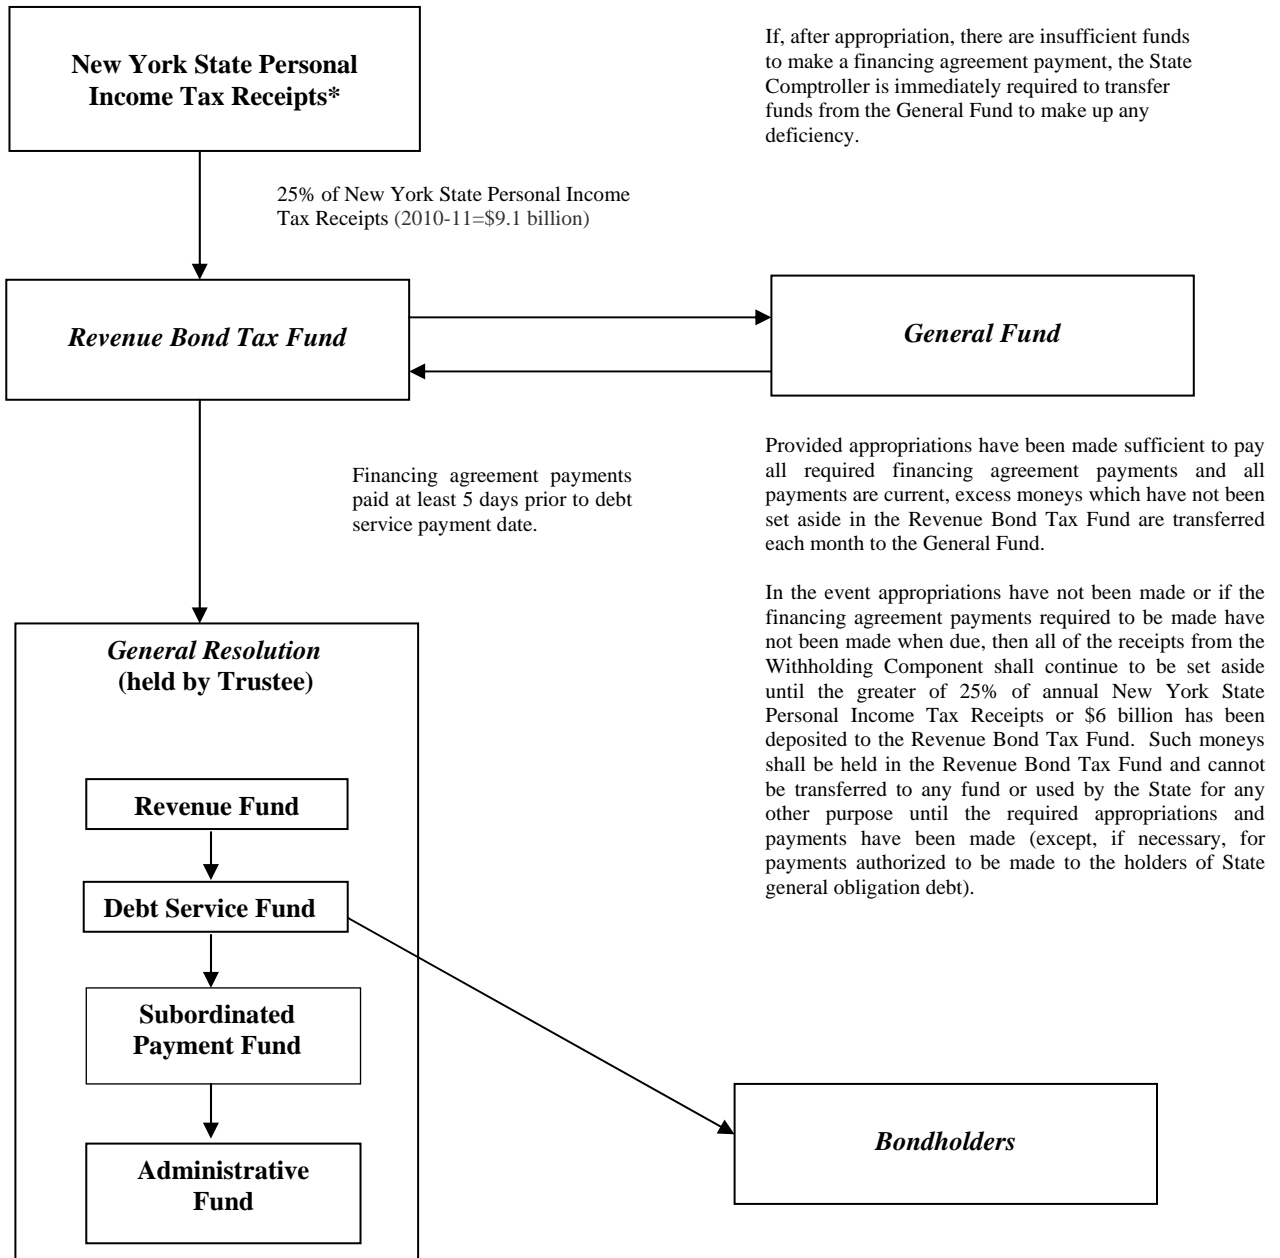 New York State Personal
Income Tax Receipts*
If, after appropriation, there are insufficient funds
to make a financing agreement payment, the State
Comptroller is immediately required to transfer
funds from the General Fund to make up any
deficiency.
25% of New York State Personal Income
Tax Receipts (2010-11=$9.1 billion)
Revenue Bond Tax Fund
General Fund
Financing agreement payments
paid at least 5 days prior to debt
service payment date.
Provided appropriations have been made sufficient to pay
all required financing agreement payments and all
payments are current, excess moneys which have not been
set aside in the Revenue Bond Tax Fund are transferred
each month to the General Fund.
In the event appropriations have not been made or if the
financing agreement payments required to be made have
not been made when due, then all of the receipts from the
Withholding Component shall continue to be set aside
until the greater of 25% of annual New York State
Personal Income Tax Receipts or $6 billion has been
deposited to the Revenue Bond Tax Fund.  Such moneys
shall be held in the Revenue Bond Tax Fund and cannot
be transferred to any fund or used by the State for any
other purpose until the required appropriations and
payments have been made (except, if necessary, for
payments authorized to be made to the holders of State
general obligation debt).
General Resolution
(held by Trustee)
Revenue Fund
Debt Service Fund
Subordinated
Payment Fund
Administrative
Fund
Bondholders